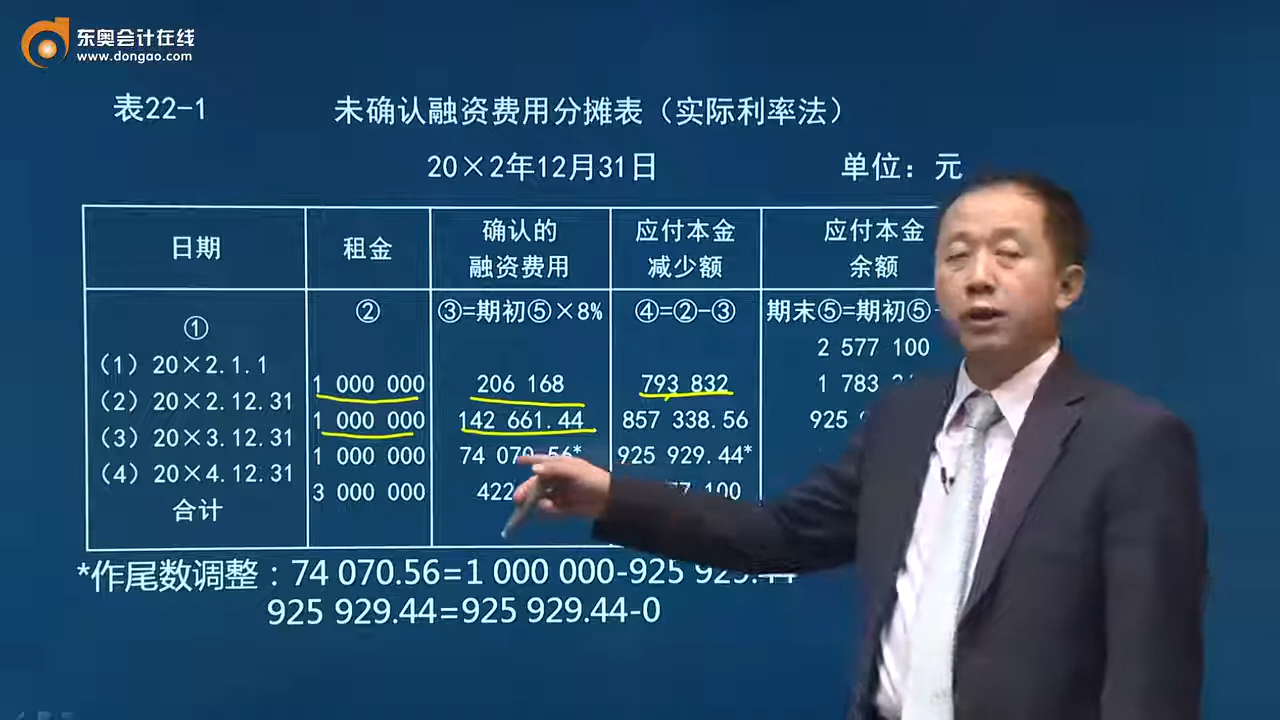 东奥会计在线
www.dongao.com
表22-1 未确认融资费用分摊表（实际利率法）
20×2年12月31日 单位：元
日期 租金 确认的融资费用 应付本金减少额 应付本金余额
① ② ③=期初⑤×8% ④=②-③ 期末⑤=期初⑤
（1）20×2.1.1 2 577 100
（2）20×2.12.31 1 000 000 206 168 793 832 1 783
（3）20×3.12.31 1 000 000 142 661.44 857 338.56 925
（4）20×4.12.31 1 000 000 74 070.56* 925 929.44*
合计 3 000 000 422 100
*作尾数调整：74 070.56=1 000 000-925 929.44
925 929.44=925 929.44-0